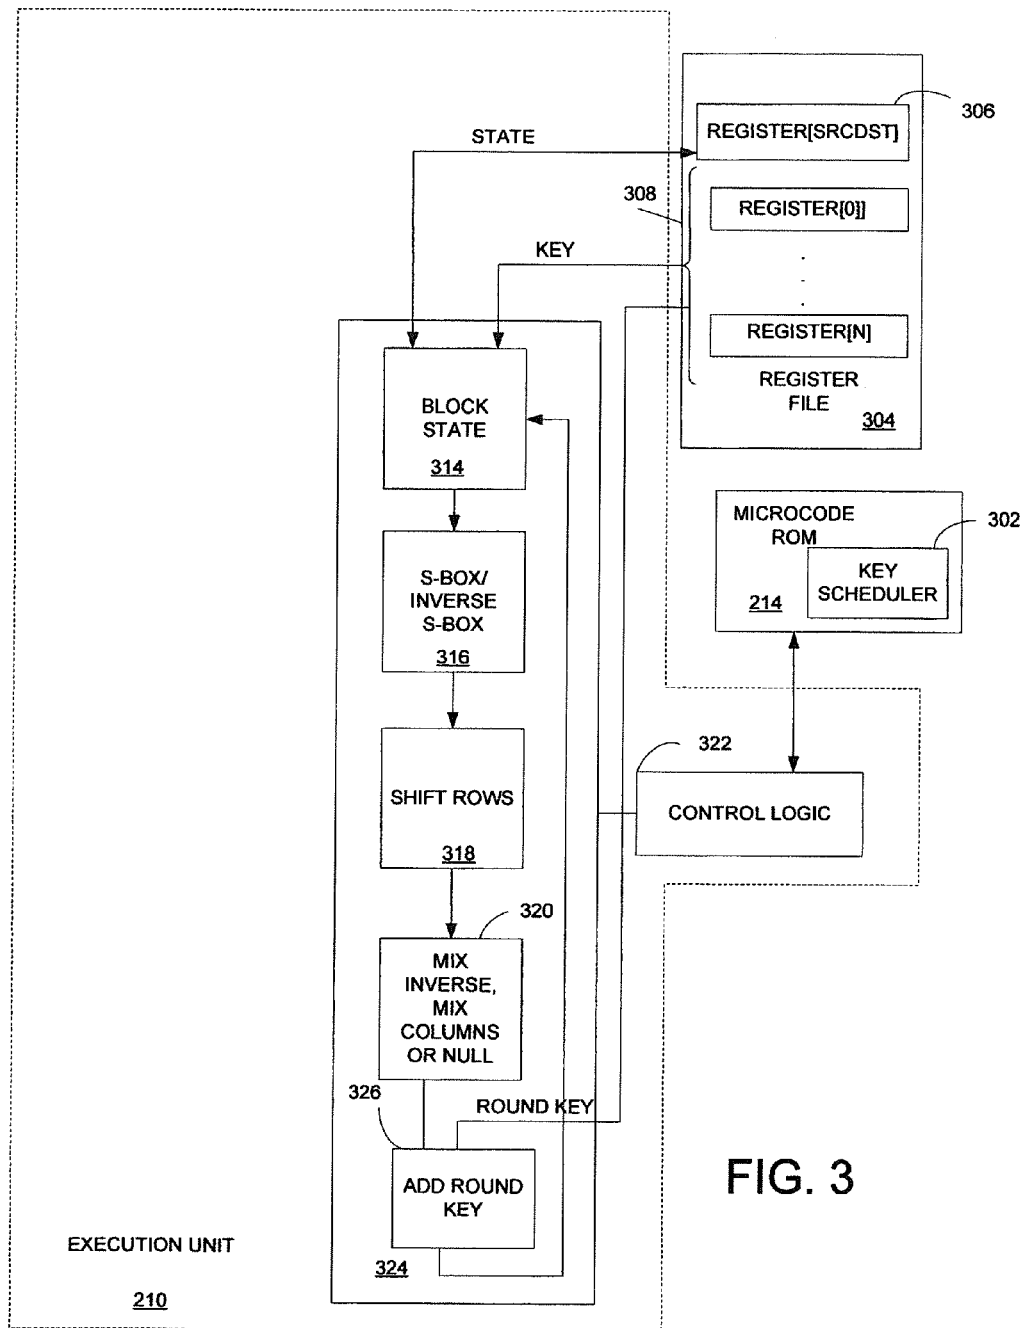 306
REGISTER[SRCDST]
STATE
308
REGISTER[0]]
KEY
REGISTER[N]
REGISTER
FILE
304
BLOCK
STATE
314
MICROCODE
ROM
302
KEY
SCHEDULER
214
S-BOX/
INVERSE
S-BOX
316
322
SHIFT ROWS
318
CONTROL LOGIC
320
MIX
INVERSE,
MIX
COLUMNS
OR NULL
326
ROUND KEY
ADD ROUND
KEY
324
FIG. 3
EXECUTION UNIT
210